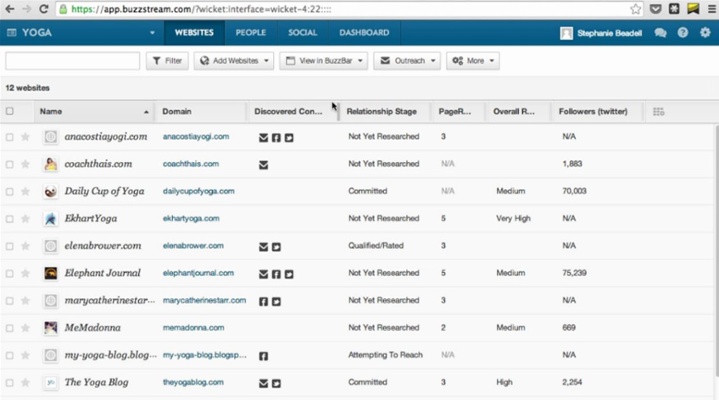 https://app.buzzstream.com/?wicket:interface=wicket-4:22::::
YOGA WEBSITES PEOPLE SOCIAL DASHBOARD Stephanie Beadell
Filter Add Websites View in BuzzBar Outreach More
12 websites
Name Domain Discovered Con... Relationship Stage PageR... Overall R... Followers (twitter)
anacostiayogi.com anacostiayogi.com Not Yet Researched 3 N/A
coachthais.com coachthais.com Not Yet Researched N/A 1,883
Daily Cup of Yoga dailycupofyoga.com Committed N/A Medium 70,003
EkhartYoga ekhartyoga.com Not Yet Researched 5 Very High N/A
elenabrower.com elenabrower.com Qualified/Rated 3 N/A
Elephant Journal elephantjournal.com Not Yet Researched 5 Medium 75,239
marycatherinestar... marycatherinestarr.com Not Yet Researched 3 N/A
MeMadonna memadonna.com Not Yet Researched 2 Medium 669
my-yoga-blog.blog... my-yoga-blog.blogsp... Attempting To Reach N/A N/A
The Yoga Blog theyogablog.com Committed 3 High 2,254